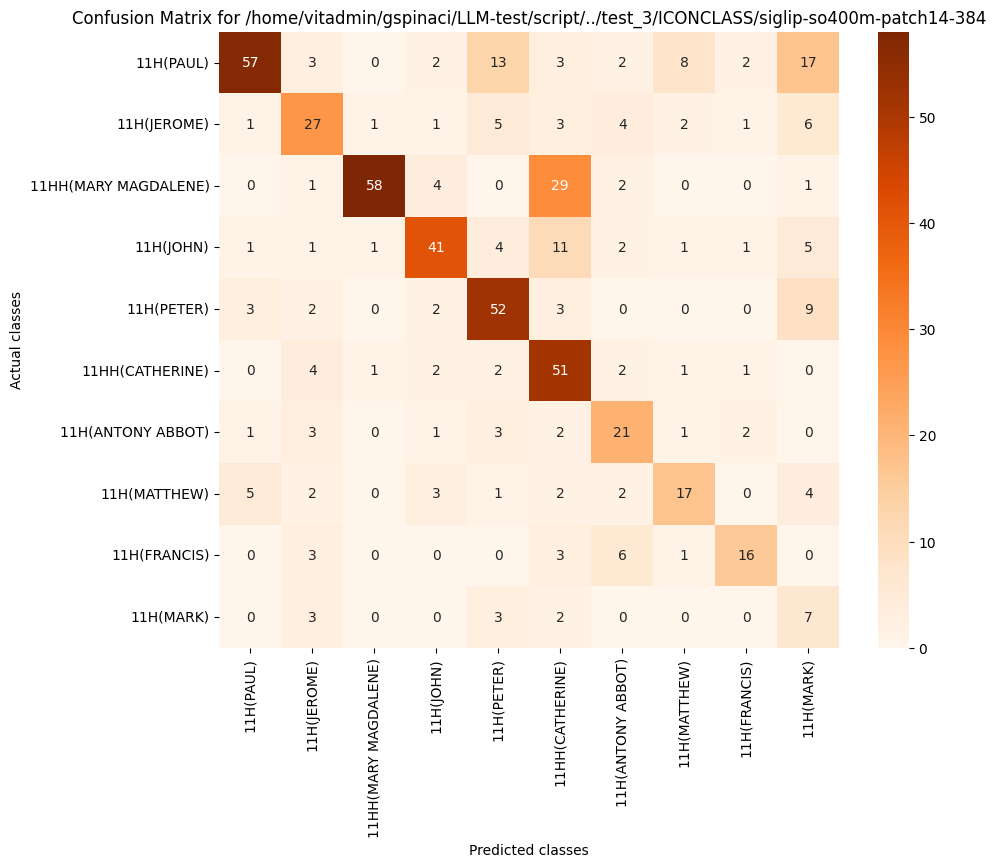 Confusion Matrix for /home/vitadmin/gspinaci/LLM-test/script/../test_3/ICONCLASS/siglip-so400m-patch14-384
Actual classes
11H(PAUL) 57 3 0 2 13 3 2 8 2 17
11H(JEROME) 1 27 1 1 5 3 4 2 1 6
11HH(MARY MAGDALENE) 0 1 58 4 0 29 2 0 0 1
11H(JOHN) 1 1 1 41 4 11 2 1 1 5
11H(PETER) 3 2 0 2 52 3 0 0 0 9
11HH(CATHERINE) 0 4 1 2 2 51 2 1 1 0
11H(ANTONY ABBOT) 1 3 0 1 3 2 21 1 2 0
11H(MATTHEW) 5 2 0 3 1 2 2 17 0 4
11H(FRANCIS) 0 3 0 0 0 3 6 1 16 0
11H(MARK) 0 3 0 0 3 2 0 0 0 7
11H(PAUL)
11H(JEROME)
11HH(MARY MAGDALENE)
11H(JOHN)
11H(PETER)
11HH(CATHERINE)
11H(ANTONY ABBOT)
11H(MATTHEW)
11H(FRANCIS)
11H(MARK)
Predicted classes
50
40
30
20
10
0